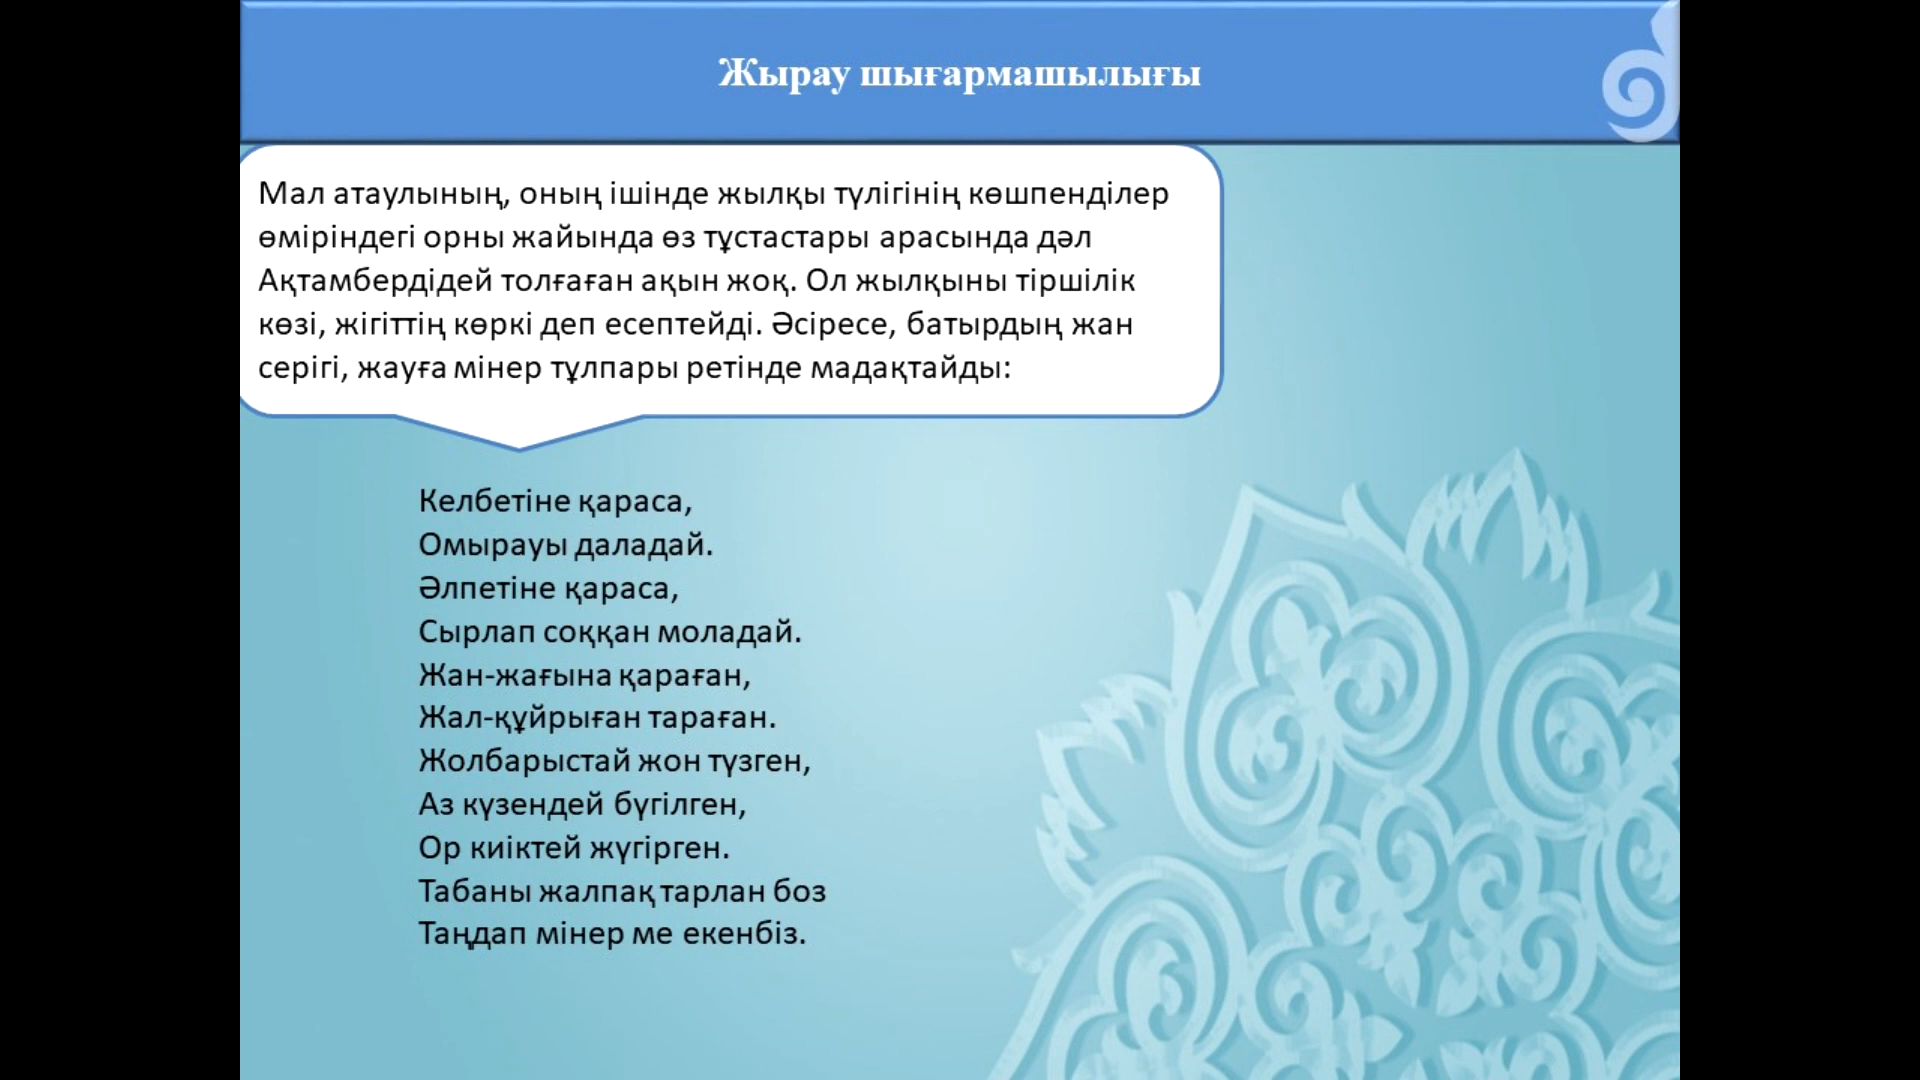 Жырау шығармашылығы
Мал атаулының, оның ішінде жылқы түлігінің көшпенділер
өміріндегі орны жайында өз тұстастары арасында дәл
Ақтамбердідей толғаған ақын жоқ. Ол жылқыны тіршілік
көзі, жігіттің көркі деп есептейді. Әсіресе, батырдың жан
серігі, жауға мінер тұлпары ретінде мадақтайды:
Келбетіне қараса,
Омырауы даладай.
Әлпетіне қараса,
Сырлап соққан моладай.
Жан-жағына қараған,
Жал-құйрыған тараған.
Жолбарыстай жон түзген,
Аз күзендей бүгілген,
Ор киіктей жүгірген.
Табаны жалпақ тарлан боз
Таңдап мінер ме екенбіз.